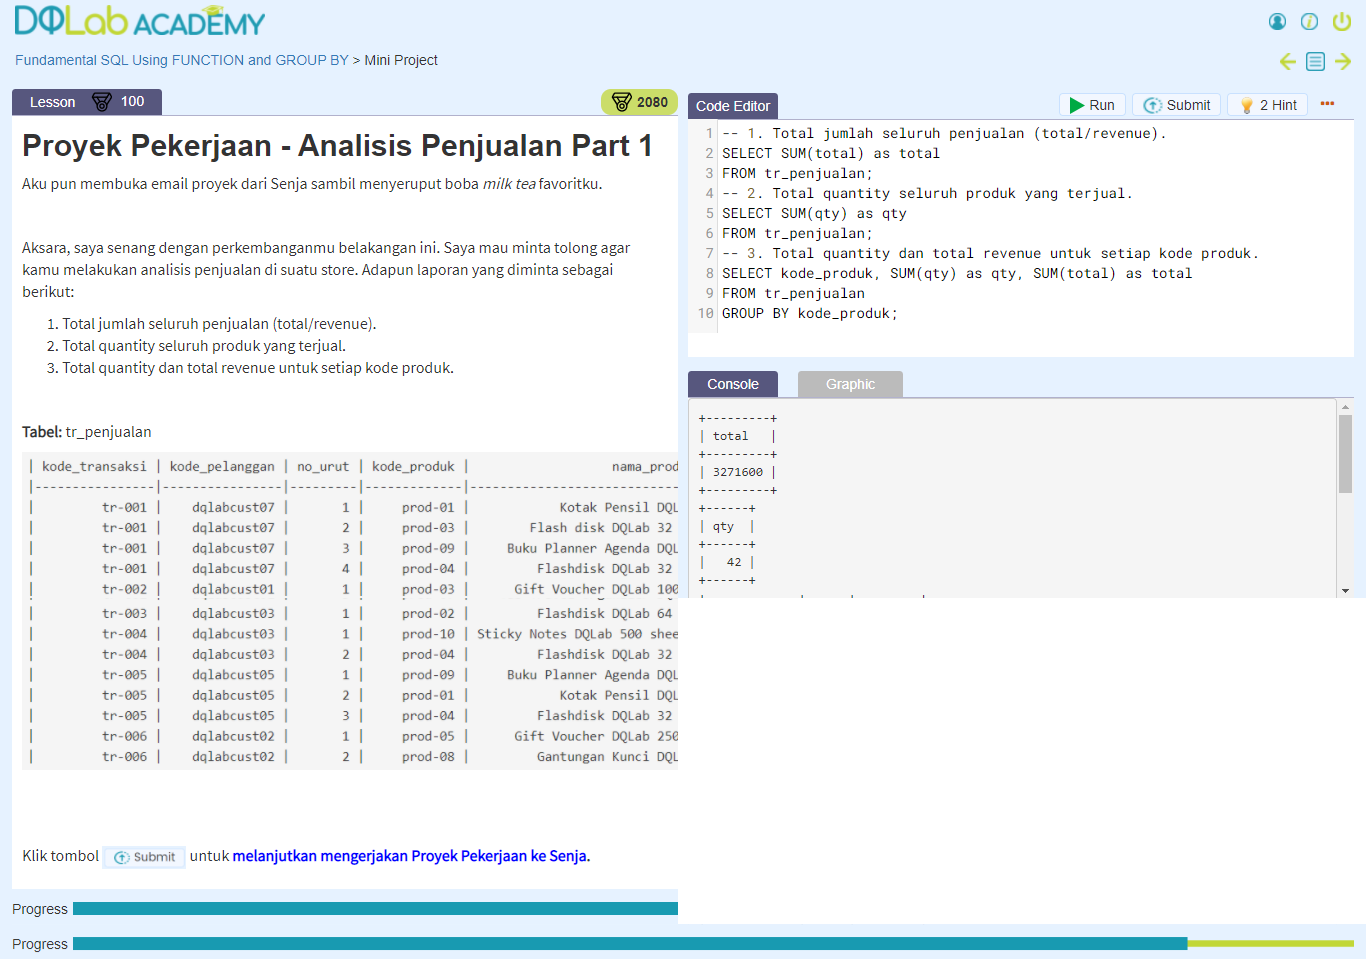 DQLab ACADEMY
Fundamental SQL Using FUNCTION and GROUP BY > Mini Project
Lesson 100
2080
Proyek Pekerjaan - Analisis Penjualan Part 1
Aku pun membuka email proyek dari Senja sambil menyeruput boba milk tea favoritku.
Aksara, saya senang dengan perkembanganmu belakangan ini. Saya mau minta tolong agar
kamu melakukan analisis penjualan di suatu store. Adapun laporan yang diminta sebagai
berikut:
1. Total jumlah seluruh penjualan (total/revenue).
2. Total quantity seluruh produk yang terjual.
3. Total quantity dan total revenue untuk setiap kode produk.
Tabel: tr_penjualan
| kode_transaksi | kode_pelanggan | no_urut | kode_produk | nama_prod
|----------------|----------------|---------|-------------|----------------------------
| tr-001 | dqlabcust07 | 1 | prod-01 | Kotak Pensil DQL
| tr-001 | dqlabcust07 | 2 | prod-03 | Flash disk DQLab 32
| tr-001 | dqlabcust07 | 3 | prod-09 | Buku Planner Agenda DQL
| tr-001 | dqlabcust07 | 4 | prod-04 | Flashdisk DQLab 32
| tr-002 | dqlabcust01 | 1 | prod-03 | Gift Voucher DQLab 100
| tr-003 | dqlabcust03 | 1 | prod-02 | Flashdisk DQLab 64
| tr-004 | dqlabcust03 | 1 | prod-10 | Sticky Notes DQLab 500 shee
| tr-004 | dqlabcust03 | 2 | prod-04 | Flashdisk DQLab 32
| tr-005 | dqlabcust05 | 1 | prod-09 | Buku Planner Agenda DQL
| tr-005 | dqlabcust05 | 2 | prod-01 | Kotak Pensil DQL
| tr-005 | dqlabcust05 | 3 | prod-04 | Flashdisk DQLab 32
| tr-006 | dqlabcust02 | 1 | prod-05 | Gift Voucher DQLab 250
| tr-006 | dqlabcust02 | 2 | prod-08 | Gantungan Kunci DQL
Klik tombol Submit untuk melanjutkan mengerjakan Proyek Pekerjaan ke Senja.
Progress
Progress
Code Editor Run Submit 2 Hint
1 -- 1. Total jumlah seluruh penjualan (total/revenue).
2 SELECT SUM(total) as total
3 FROM tr_penjualan;
4 -- 2. Total quantity seluruh produk yang terjual.
5 SELECT SUM(qty) as qty
6 FROM tr_penjualan;
7 -- 3. Total quantity dan total revenue untuk setiap kode produk.
8 SELECT kode_produk, SUM(qty) as qty, SUM(total) as total
9 FROM tr_penjualan
10 GROUP BY kode_produk;
Console Graphic
+---------+
| total |
+---------+
| 3271600 |
+---------+
+------+
| qty |
+------+
| 42 |
+------+